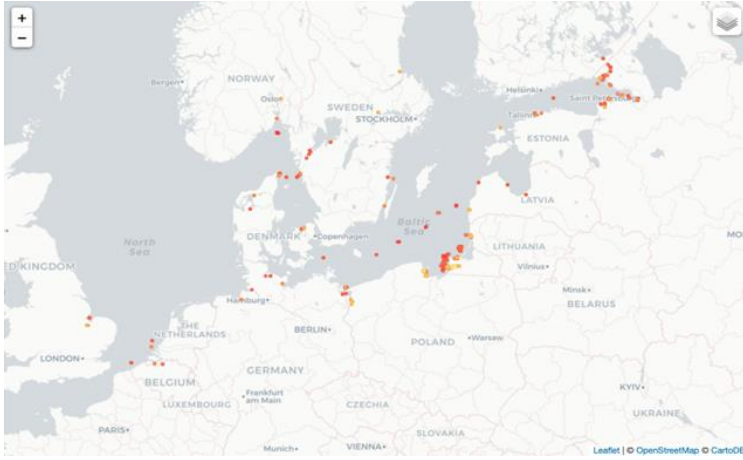 +
−
Bergen
NORWAY
Oslo
SWEDEN
STOCKHOLM
Helsinki
Saint Petersburg
Tallinn
ESTONIA
LATVIA
Baltic
Sea
North
Sea
DENMARK
Copenhagen
LITHUANIA
Vilnius
MO
ED KINGDOM
Hamburg
Minsk
BELARUS
THE
NETHERLANDS
BERLIN
POLAND
Warsaw
LONDON
BELGIUM
GERMANY
LUXEMBOURG
Frankfurt
am Main
CZECHIA
KYIV
UKRAINE
PARIS
SLOVAKIA
Munich
VIENNA
Leaflet | © OpenStreetMap © CartoDB